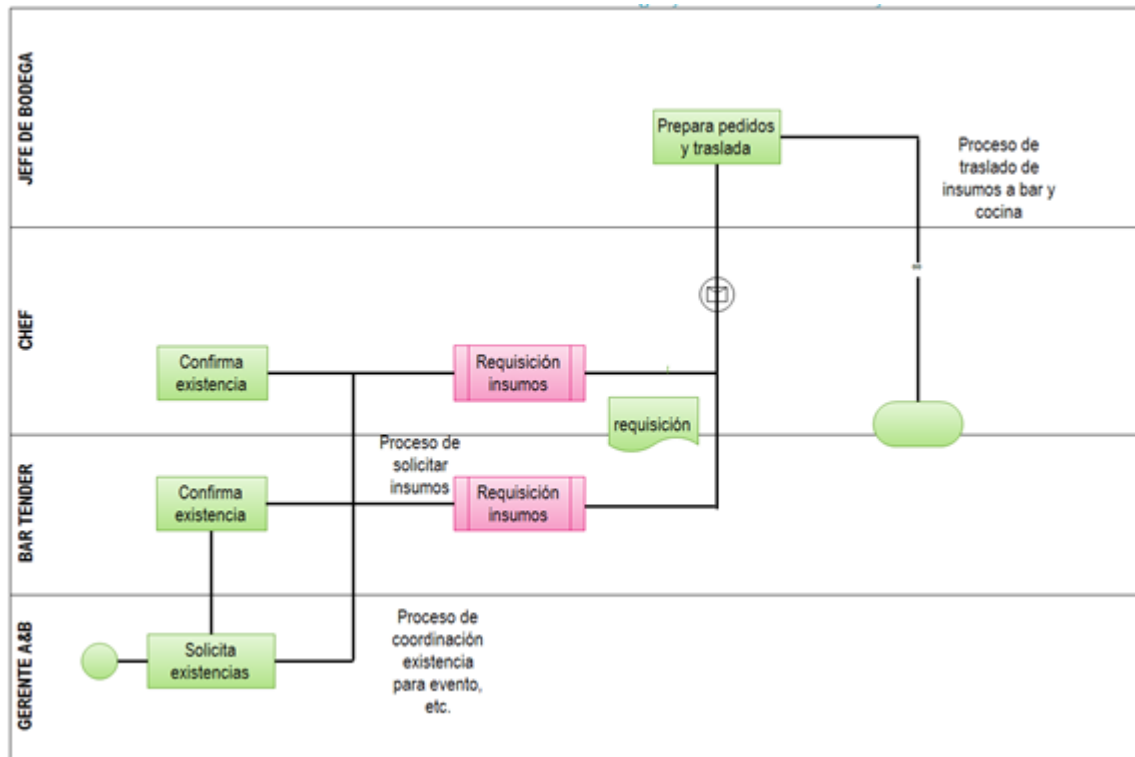 JEFE DE BODEGA
Prepara pedidos
y traslada
Proceso de
traslado de
insumos a bar y
cocina
CHEF
Confirma
existencia
Requisición
insumos
requisición
BAR TENDER
Proceso de
solicitar
insumos
Confirma
existencia
Requisición
insumos
GERENTE A&B
Solicita
existencias
Proceso de
coordinación
existencia
para evento,
etc.